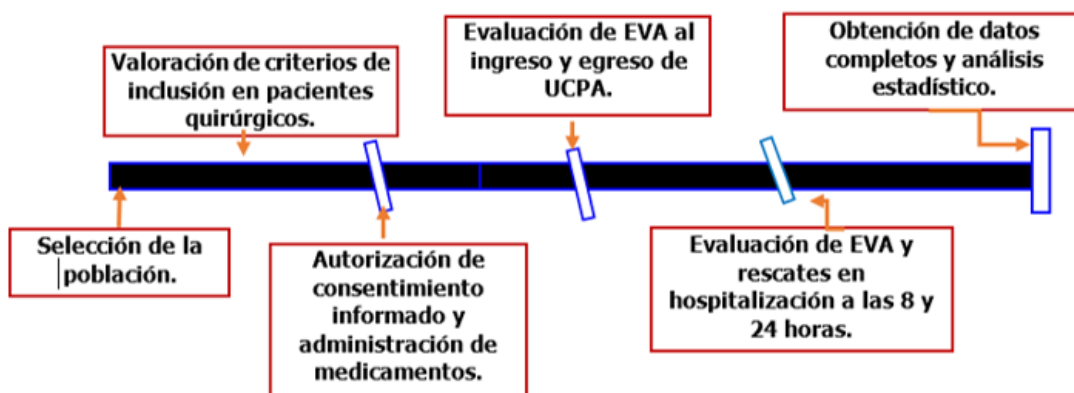 Selección de la
población.
Valoración de criterios de
inclusión en pacientes
quirúrgicos.
Autorización de
consentimiento
informado y
administración de
medicamentos.
Evaluación de EVA al
ingreso y egreso de
UCPA.
Evaluación de EVA y
rescates en
hospitalización a las 8 y
24 horas.
Obtención de datos
completos y análisis
estadístico.